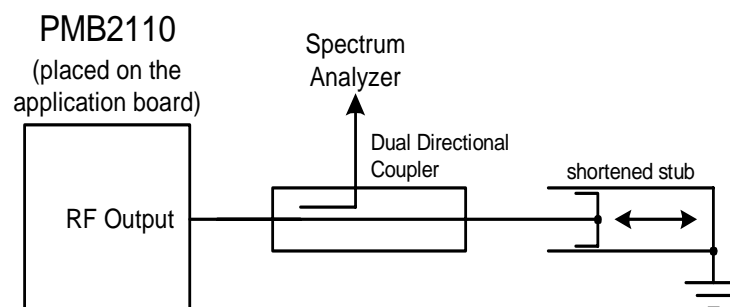 PMB2110
(placed on the
application board)
Spectrum
Analyzer
Dual Directional
Coupler
shortened stub
RF Output